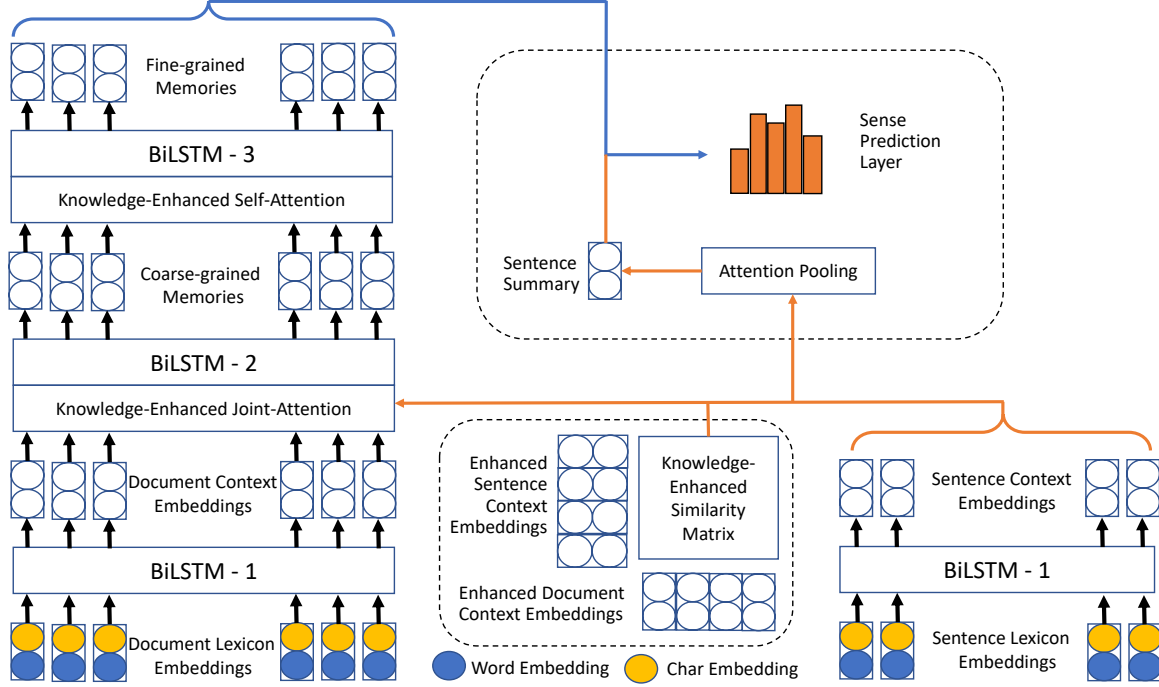 Fine-grained
Memories
BiLSTM - 3
Knowledge-Enhanced Self-Attention
Coarse-grained
Memories
BiLSTM - 2
Knowledge-Enhanced Joint-Attention
Document Context
Embeddings
BiLSTM - 1
Document Lexicon
Embeddings
Sense
Prediction
Layer
Sentence
Summary
Attention Pooling
Enhanced
Sentence
Context
Embeddings
Knowledge-
Enhanced
Similarity
Matrix
Enhanced Document
Context Embeddings
Word Embedding
Char Embedding
Sentence Context
Embeddings
BiLSTM - 1
Sentence Lexicon
Embeddings